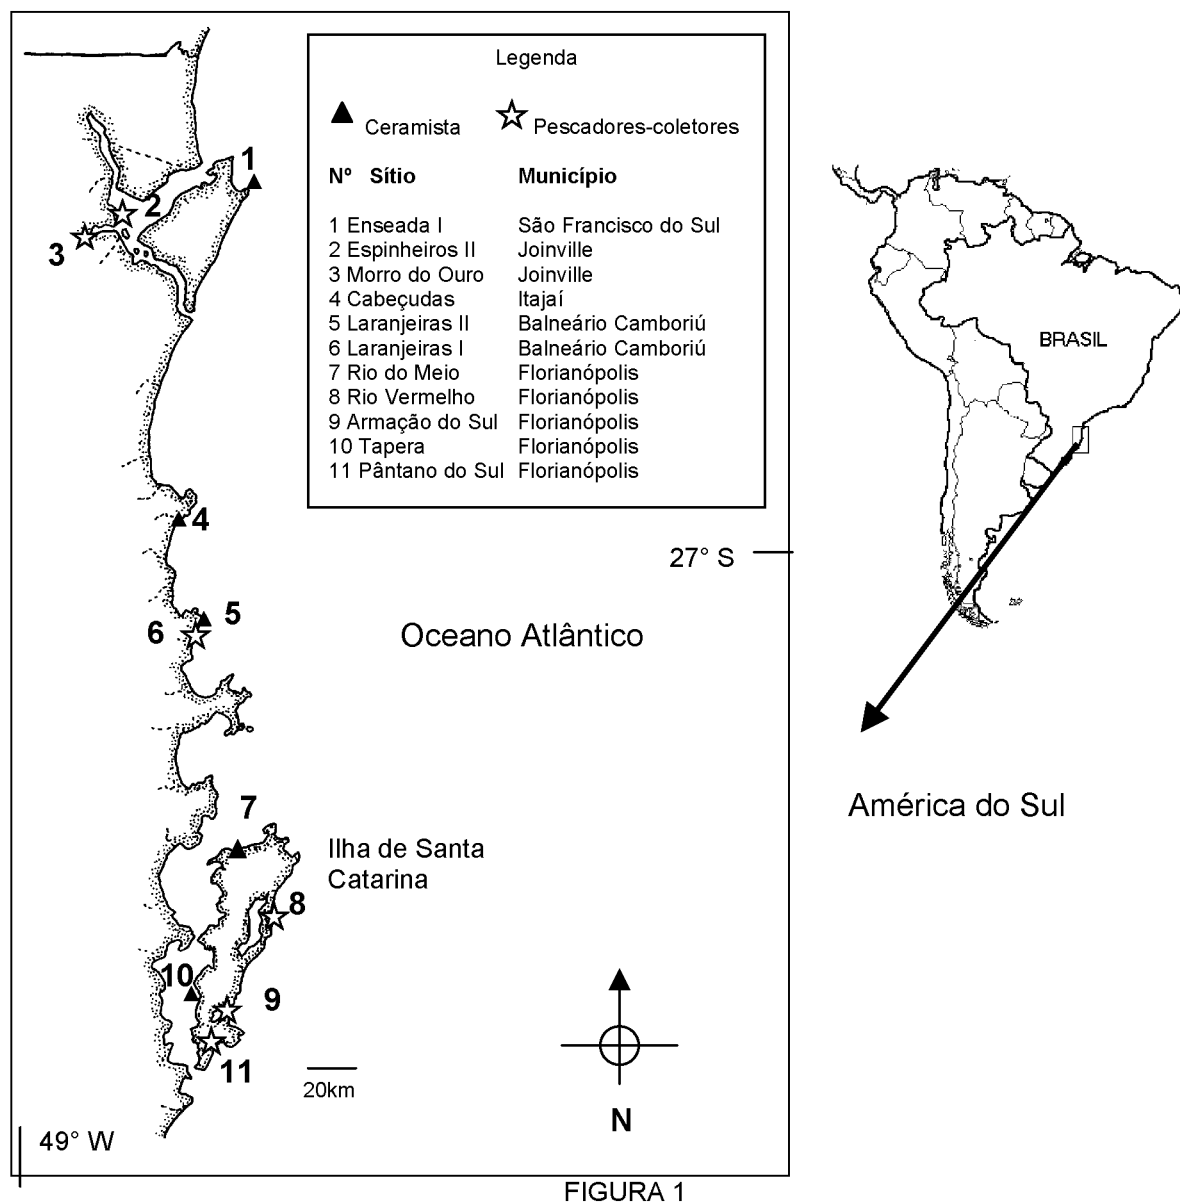 Legenda
Ceramista Pescadores-coletores
Nº Sítio Município
1 Enseada I São Francisco do Sul
2 Espinheiros II Joinville
3 Morro do Ouro Joinville
4 Cabeçudas Itajaí
5 Laranjeiras II Balneário Camboriú
6 Laranjeiras I Balneário Camboriú
7 Rio do Meio Florianópolis
8 Rio Vermelho Florianópolis
9 Armação do Sul Florianópolis
10 Tapera Florianópolis
11 Pântano do Sul Florianópolis
1
2
3
4
5
6
7
8
9
10
11
27° S
Oceano Atlântico
Ilha de Santa
Catarina
20km
N
49° W
BRASIL
América do Sul
FIGURA 1